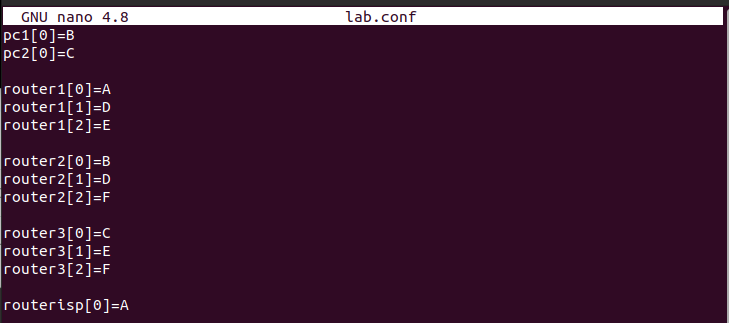 GNU nano 4.8 lab.conf
pc1[0]=B
pc2[0]=C
router1[0]=A
router1[1]=D
router1[2]=E
router2[0]=B
router2[1]=D
router2[2]=F
router3[0]=C
router3[1]=E
router3[2]=F
routerisp[0]=A